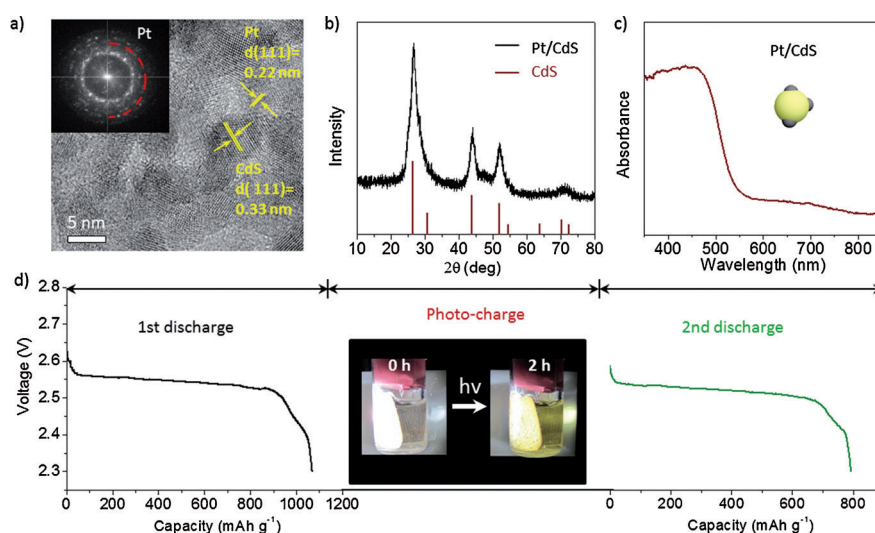 a)
Pt
Pt
d(111)=
0.22 nm
CdS
d( 111)=
0.33 nm
5 nm
b)
Pt/CdS
CdS
Intensity
10 20 30 40 50 60 70 80
2θ (deg)
c)
Pt/CdS
Absorbance
400 500 600 700 800
Wavelength (nm)
d)
1st discharge
Photo-charge
2nd discharge
2.8
2.7
2.6
2.5
2.4
2.3
Voltage (V)
0 h
hν
2 h
0 200 400 600 800 1000 1200
Capacity (mAh g⁻¹)
0 200 400 600 800
Capacity (mAh g⁻¹)